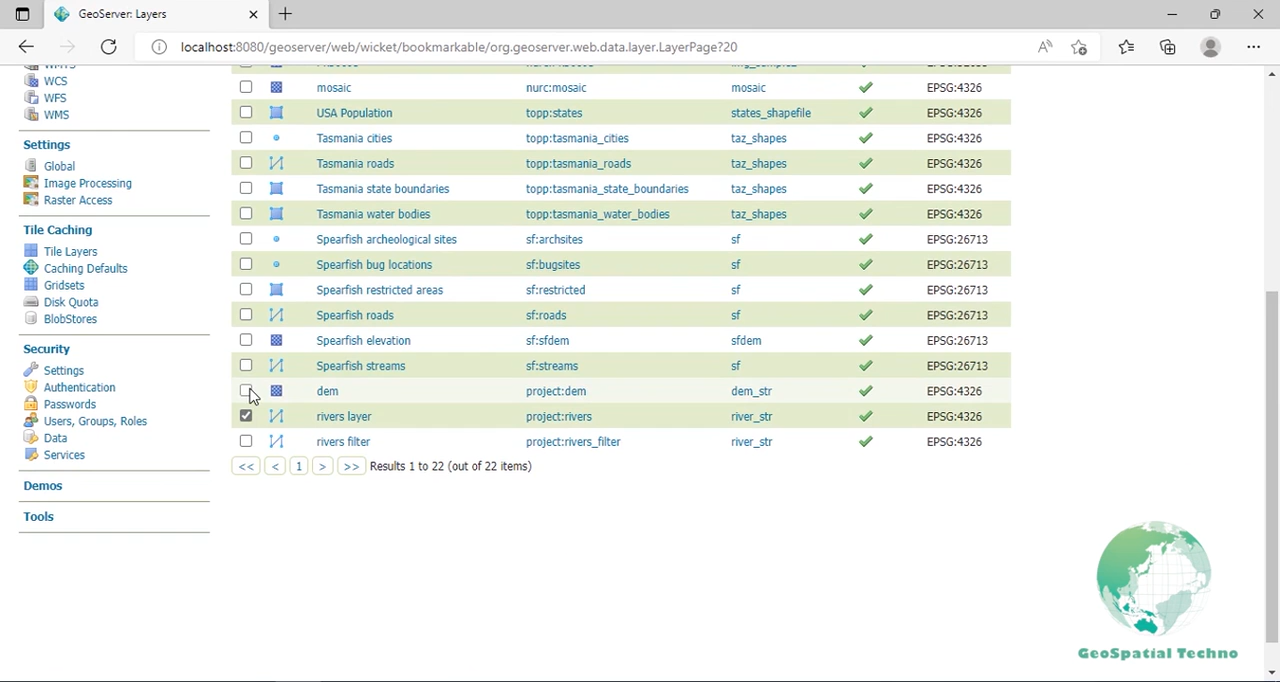 GeoServer: Layers
localhost:8080/geoserver/web/wicket/bookmarkable/org.geoserver.web.data.layer.LayerPage?20
WCS
WFS
WMS
Settings
Global
Image Processing
Raster Access
Tile Caching
Tile Layers
Caching Defaults
Gridsets
Disk Quota
BlobStores
Security
Settings
Authentication
Passwords
Users, Groups, Roles
Data
Services
Demos
Tools
mosaic nurc:mosaic mosaic EPSG:4326
USA Population topp:states states_shapefile EPSG:4326
Tasmania cities topp:tasmania_cities taz_shapes EPSG:4326
Tasmania roads topp:tasmania_roads taz_shapes EPSG:4326
Tasmania state boundaries topp:tasmania_state_boundaries taz_shapes EPSG:4326
Tasmania water bodies topp:tasmania_water_bodies taz_shapes EPSG:4326
Spearfish archeological sites sf:archsites sf EPSG:26713
Spearfish bug locations sf:bugsites sf EPSG:26713
Spearfish restricted areas sf:restricted sf EPSG:26713
Spearfish roads sf:roads sf EPSG:26713
Spearfish elevation sf:sfdem sfdem EPSG:26713
Spearfish streams sf:streams sf EPSG:26713
dem project:dem dem_str EPSG:4326
rivers layer project:rivers river_str EPSG:4326
rivers filter project:rivers_filter river_str EPSG:4326
<< < 1 > >> Results 1 to 22 (out of 22 items)
GeoSpatial Techno